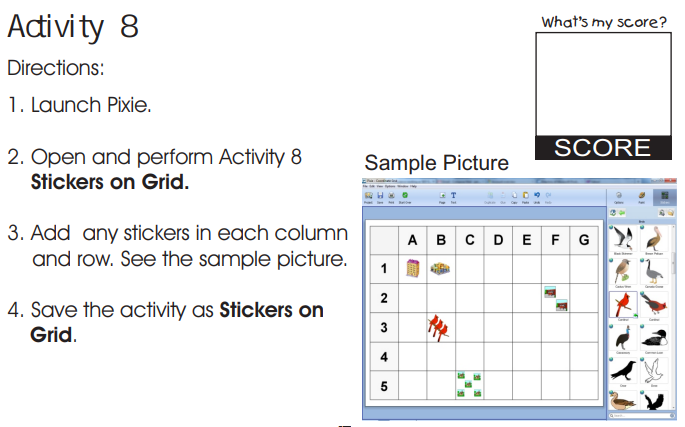 Activity 8
What's my score?
Directions:
1. Launch Pixie.
2. Open and perform Activity 8
Stickers on Grid.
SCORE
Sample Picture
3. Add any stickers in each column
and row. See the sample picture.
4. Save the activity as Stickers on
Grid.
A B C D E F G
1
2
3
4
5